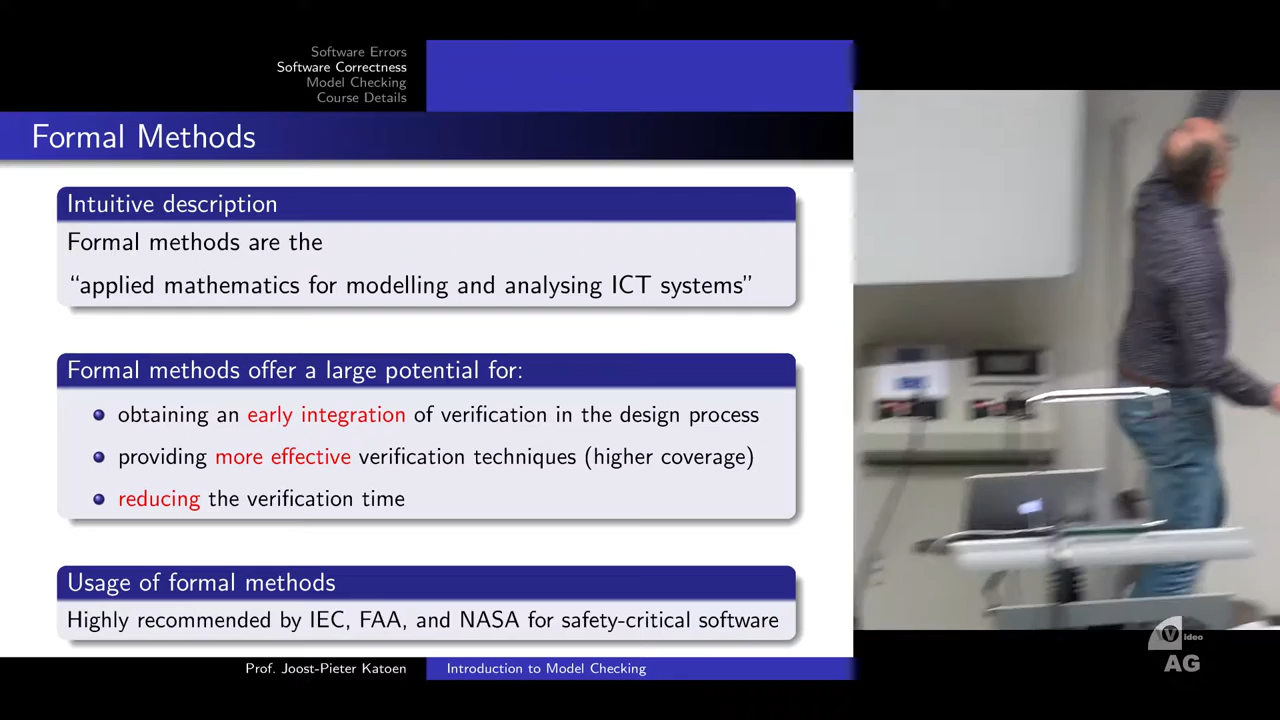 Software Errors
Software Correctness
Model Checking
Course Details
Formal Methods
Intuitive description
Formal methods are the
“applied mathematics for modelling and analysing ICT systems”
Formal methods offer a large potential for:
obtaining an early integration of verification in the design process
providing more effective verification techniques (higher coverage)
reducing the verification time
Usage of formal methods
Highly recommended by IEC, FAA, and NASA for safety-critical software
Prof. Joost-Pieter Katoen
Introduction to Model Checking
Video
AG